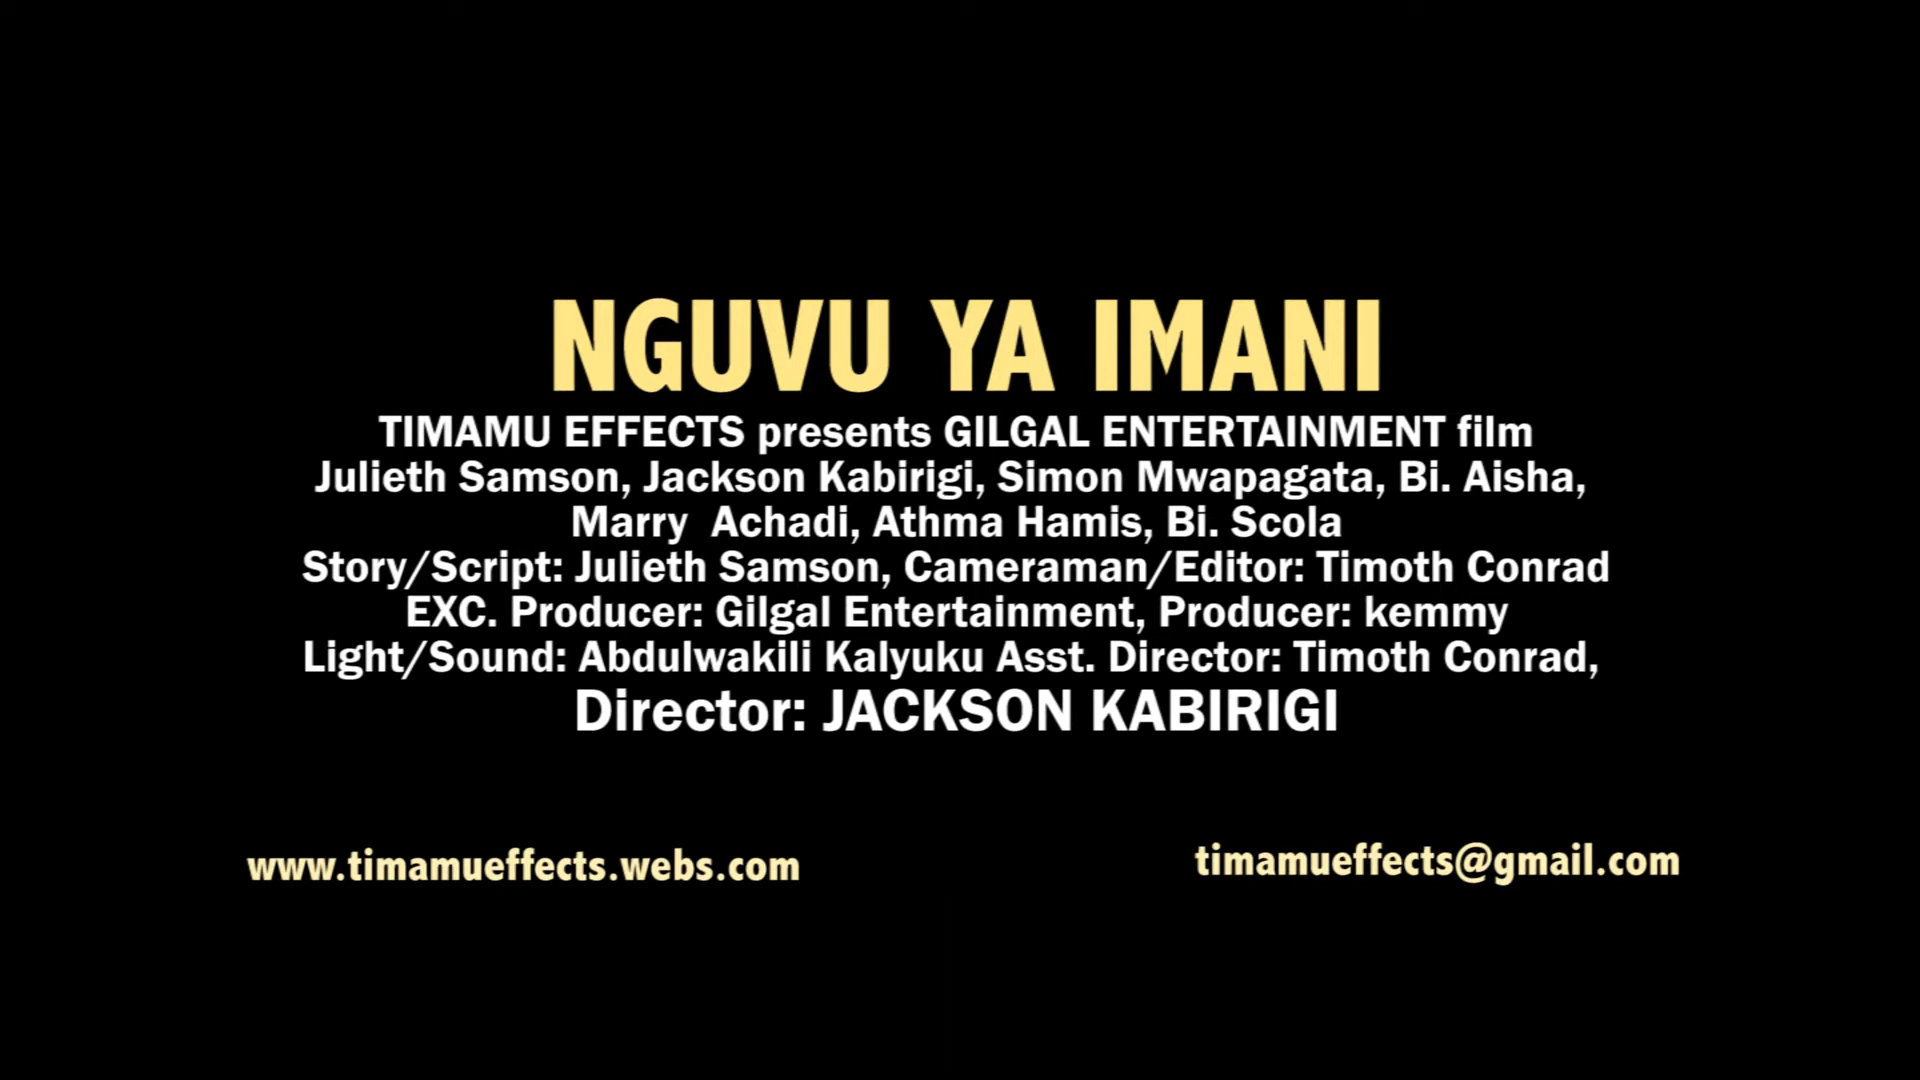 NGUVU YA IMANI
TIMAMU EFFECTS presents GILGAL ENTERTAINMENT film
Julieth Samson, Jackson Kabirigi, Simon Mwapagata, Bi. Aisha,
Marry  Achadi, Athma Hamis, Bi. Scola
Story/Script: Julieth Samson, Cameraman/Editor: Timoth Conrad
EXC. Producer: Gilgal Entertainment, Producer: kemmy
Light/Sound: Abdulwakili Kalyuku Asst. Director: Timoth Conrad,
Director: JACKSON KABIRIGI
www.timamueffects.webs.com
timamueffects@gmail.com